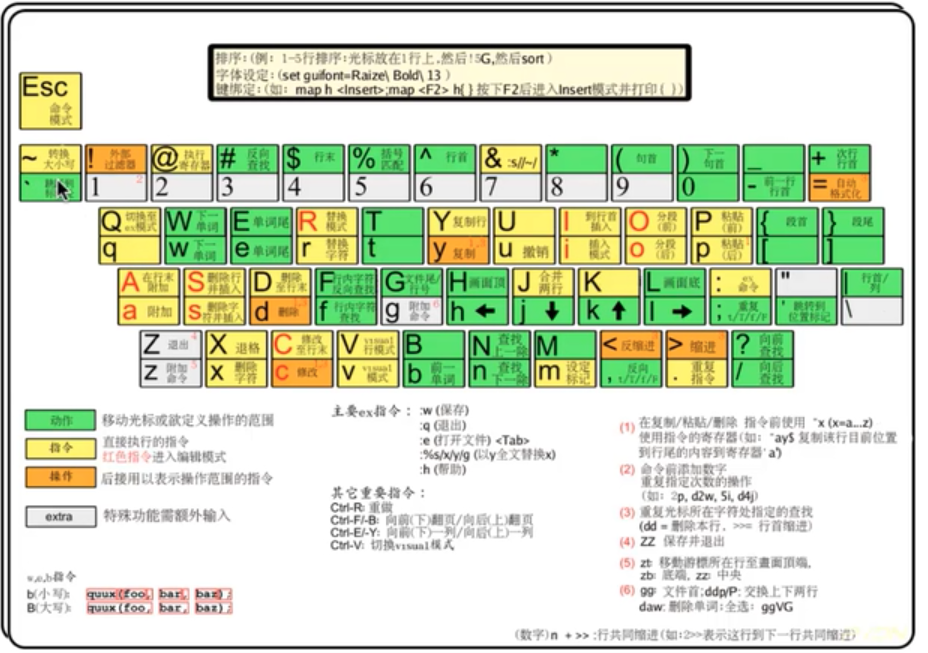 排序:(例: 1-5行排序:光标放在1行上,然后!5G,然后sort)
字体设定:(set guifont=Raize\ Bold\ 13 )
键绑定:(如: map h <Insert>;map <F2> h{ } 按下F2后进入Insert模式并打印{ })
Esc 命令模式
~ 转换大小写 ! 外部过滤器 @ 执行寄存器 # 反向查找 $ 行末 % 括号匹配 ^ 行首 & :s//~/ * ( 句首 ) 下一句首 _ + 次行行首
` 1 2 2 3 4 5 6 7 8 9 0 - 前一行行首 = 自动格式化
Q 切换至ex模式 W 下一单词 E 单词尾 R 替换模式 T Y 复制行 U I 到行首插入 O 分段(前) P 粘贴(前) { 段首 } 段尾
q w 下一单词 e 单词尾 r 替换字符 t y 复制 u 撤销 i 插入模式 o 分段(后) p 粘贴(后) [ ]
A 在行末附加 S 删除行并插入 D 删除至行末 F 行内字符反向查找 G 文件尾/行号 H 画面顶 J 合并两行 K L 画面底 : ex命令 " | 行首/列
a 附加 s 删除字符并插入 d 删除 f 行内字符查找 g 附加命令 6 h ← j ↓ k ↑ l → ; 重复t/T/f/F ' 跳转到位置标记 \
Z 退出 4 X 退格 C 修改至行末 V visual行模式 B N 查找上一处 M < 反缩进 > 缩进 ? 向前查找
z 附加命令 5 x 删除字符 c 修改 v visual模式 b 前一单词 n 查找下一处 m 设定标记 , 反向t/T/f/F . 重复指令 / 向后查找
动作 移动光标或欲定义操作的范围
指令 直接执行的指令
红色指令进入编辑模式
操作 后接用以表示操作范围的指令
extra 特殊功能需额外输入
w,e,b指令
b(小写): quux(foo, bar, baz);
B(大写): quux(foo, bar, baz);
主要ex指令: :w (保存)
:q (退出)
:e (打开文件) <Tab>
:%s/x/y/g (以y全文替换x)
:h (帮助)
其它重要指令:
Ctrl-R: 重做
Ctrl-F/-B: 向前(下)翻页/向后(上)翻页
Ctrl-E/-Y: 向前(下)一列/向后(上)一列
Ctrl-V: 切换visual模式
(1) 在复制/粘贴/删除 指令前使用 "x (x=a...z)
使用指令的寄存器(如: "ay$ 复制该行目前位置
到行尾的内容到寄存器'a')
(2) 命令前添加数字
重复指定次数的操作
(如: 2p, d2w, 5i, d4j)
(3) 重复光标所在字符处指定的查找
(dd = 删除本行, >>= 行首缩进)
(4) ZZ 保存并退出
(5) zt: 移動游標所在行至畫面頂端,
zb: 底端, zz: 中央
(6) gg: 文件首;ddp/P: 交换上下两行
daw: 删除单词;全选: ggVG
(数字)n + >> :行共同缩进(如:2>>表示这行到下一行共同缩进)